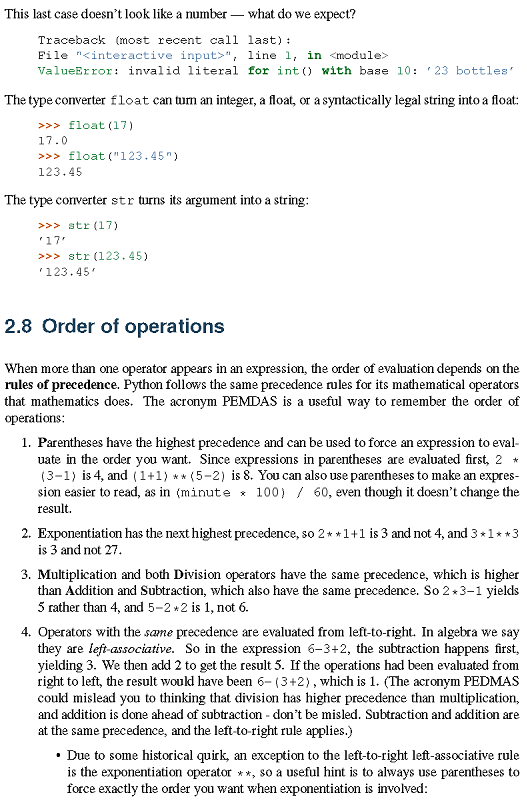 This last case doesn't look like a number — what do we expect?
Traceback (most recent call last):
File "<interactive input>", line 1, in <module>
ValueError: invalid literal for int() with base 10: '23 bottles'
The type converter float can turn an integer, a float, or a syntactically legal string into a float:
>>> float(17)
17.0
>>> float("123.45")
123.45
The type converter str turns its argument into a string:
>>> str(17)
'17'
>>> str(123.45)
'123.45'
2.8 Order of operations
When more than one operator appears in an expression, the order of evaluation depends on the
rules of precedence. Python follows the same precedence rules for its mathematical operators
that mathematics does. The acronym PEMDAS is a useful way to remember the order of
operations:
1. Parentheses have the highest precedence and can be used to force an expression to eval-
uate in the order you want. Since expressions in parentheses are evaluated first, 2 *
(3-1) is 4, and (1+1)**(5-2) is 8. You can also use parentheses to make an expres-
sion easier to read, as in (minute * 100) / 60, even though it doesn't change the
result.
2. Exponentiation has the next highest precedence, so 2**1+1 is 3 and not 4, and 3*1**3
is 3 and not 27.
3. Multiplication and both Division operators have the same precedence, which is higher
than Addition and Subtraction, which also have the same precedence. So 2*3-1 yields
5 rather than 4, and 5-2*2 is 1, not 6.
4. Operators with the same precedence are evaluated from left-to-right. In algebra we say
they are left-associative. So in the expression 6-3+2, the subtraction happens first,
yielding 3. We then add 2 to get the result 5. If the operations had been evaluated from
right to left, the result would have been 6-(3+2), which is 1. (The acronym PEDMAS
could mislead you to thinking that division has higher precedence than multiplication,
and addition is done ahead of subtraction - don't be misled. Subtraction and addition are
at the same precedence, and the left-to-right rule applies.)
• Due to some historical quirk, an exception to the left-to-right left-associative rule
is the exponentiation operator **, so a useful hint is to always use parentheses to
force exactly the order you want when exponentiation is involved: